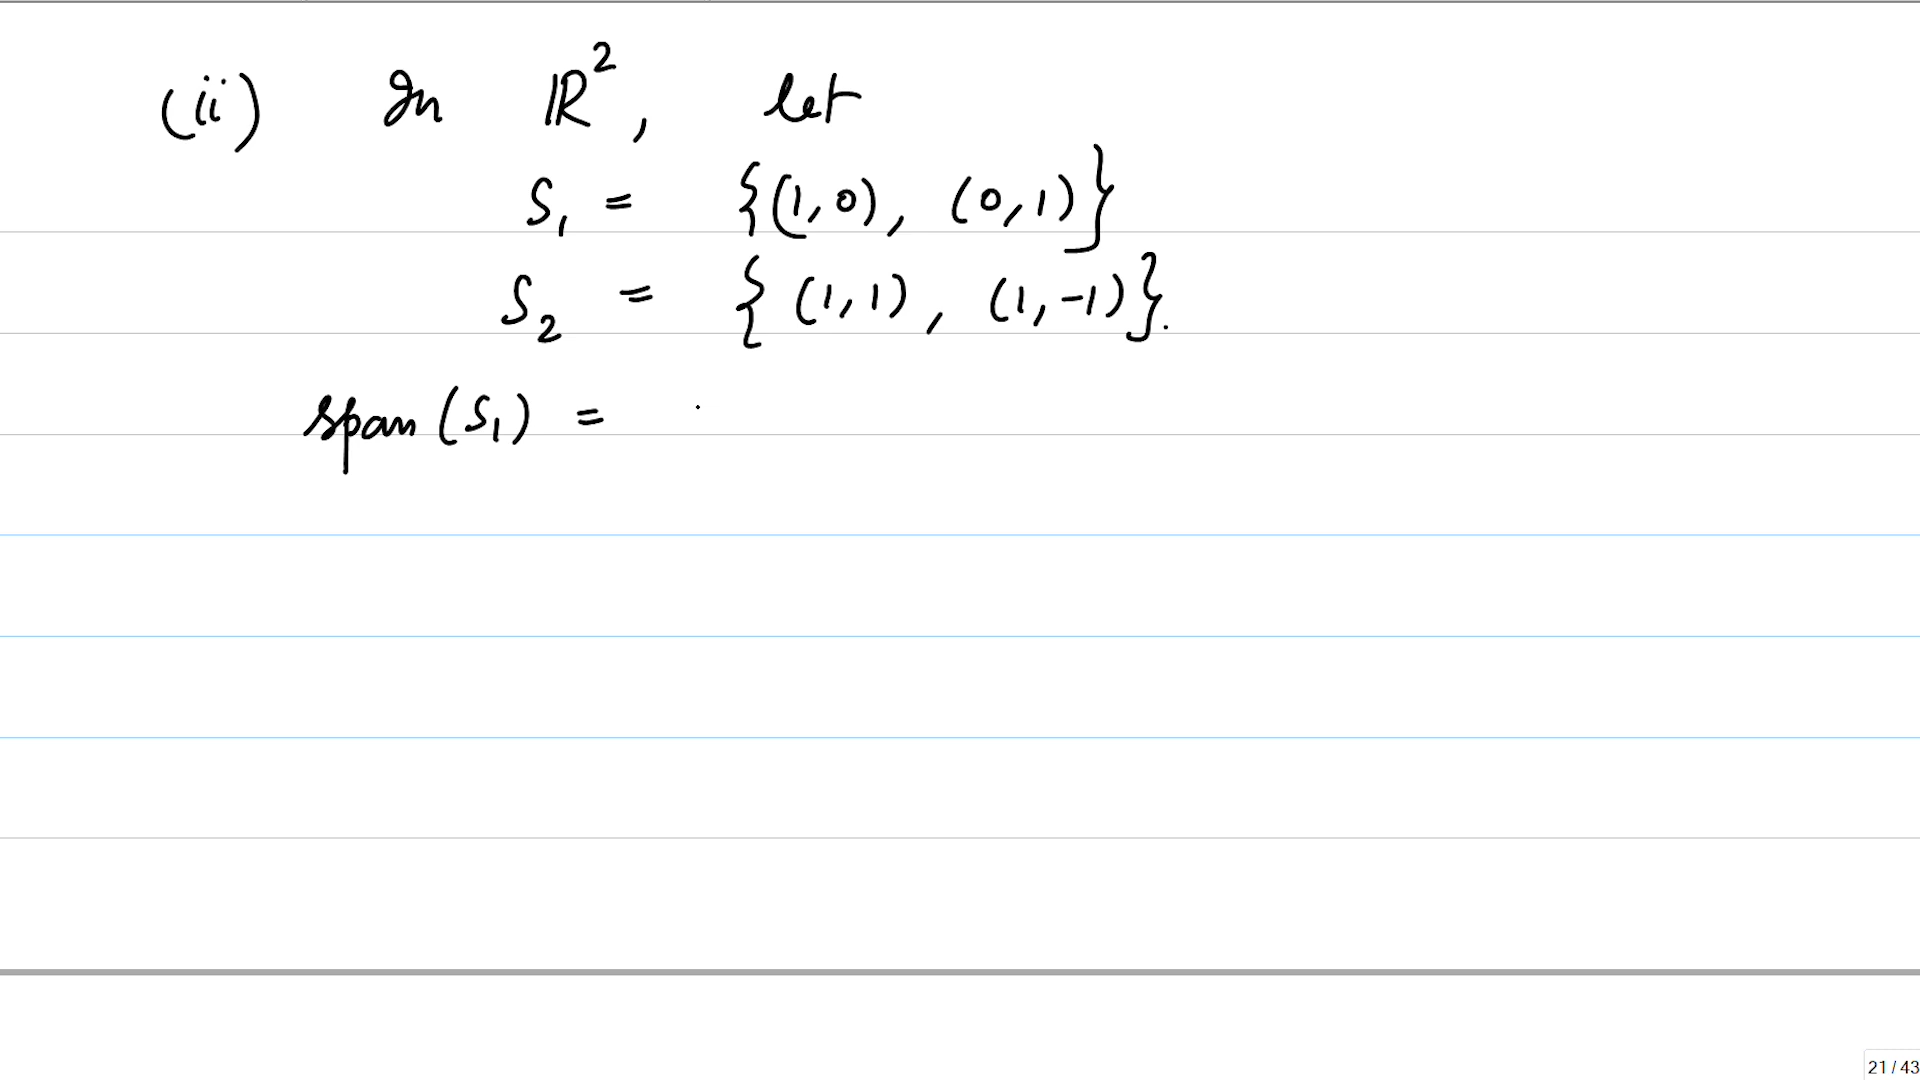 (ii) In ℝ², let
S₁ = {(1,0), (0,1)}
S₂ = {(1,1), (1,-1)}.
span(S₁) =
21 / 43